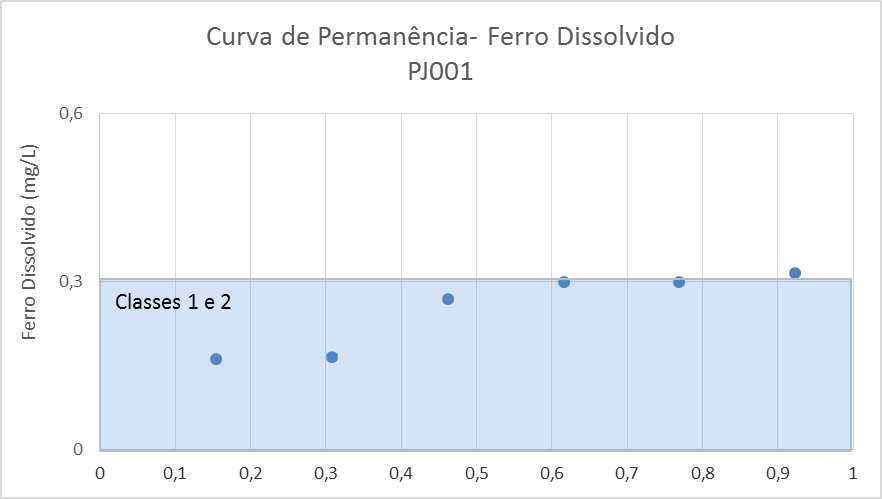 Curva de Permanência- Ferro Dissolvido
PJ001
Ferro Dissolvido (mg/L)
0,6
0,3
0
Classes 1 e 2
0 0,1 0,2 0,3 0,4 0,5 0,6 0,7 0,8 0,9 1